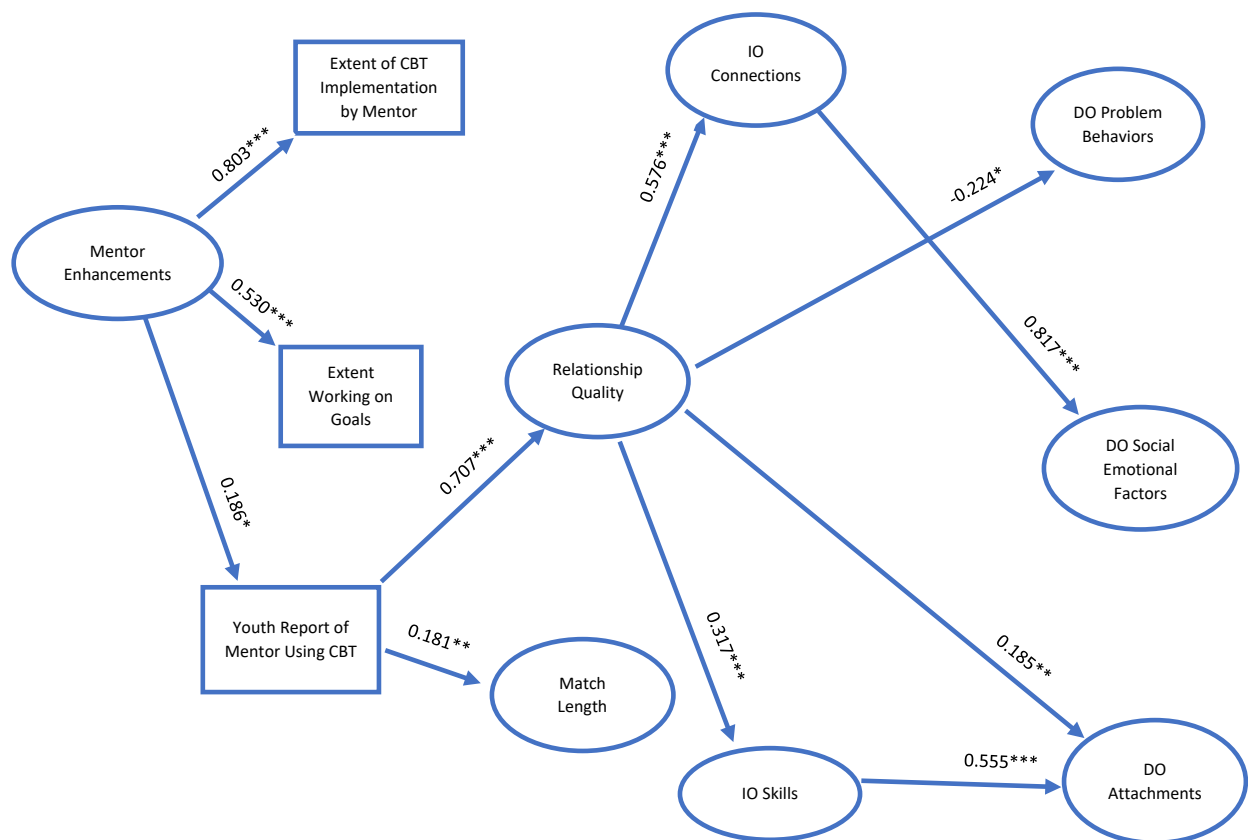 Extent of CBT
Implementation
by Mentor
IO
Connections
DO Problem
Behaviors
0.803***
0.576***
-0.224*
Mentor
Enhancements
0.530***
Extent
Working on
Goals
Relationship
Quality
0.817***
DO Social
Emotional
Factors
0.186*
0.707***
Youth Report of
Mentor Using CBT
0.181**
Match
Length
0.317***
0.185**
IO Skills
0.555***
DO
Attachments